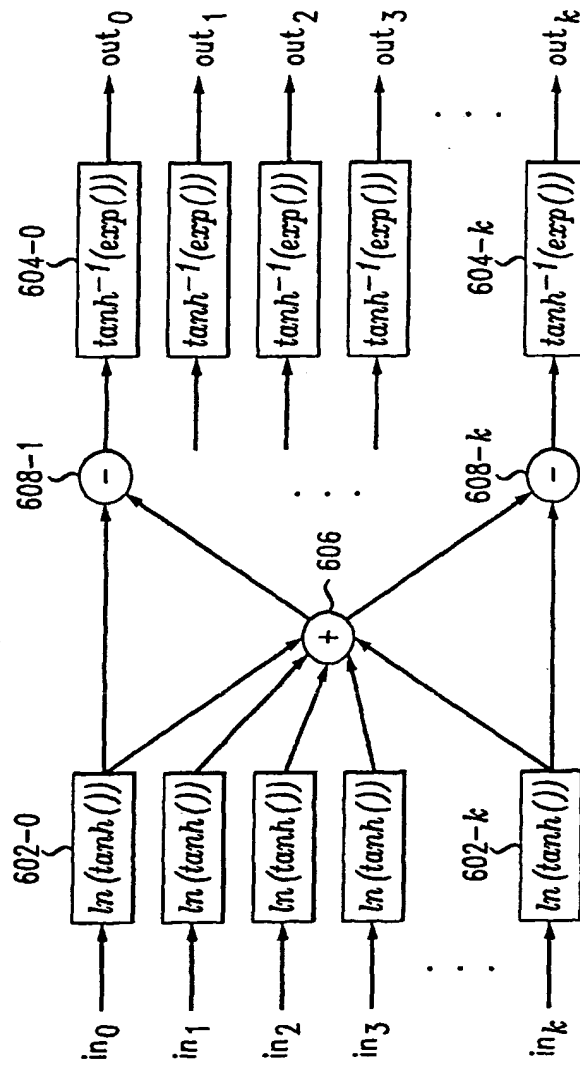 in₀
602-0
ln(tanh())
608-1
-
604-0
tanh⁻¹(exp())
out₀
in₁
ln(tanh())
tanh⁻¹(exp())
out₁
in₂
ln(tanh())
606
+
tanh⁻¹(exp())
out₂
in₃
ln(tanh())
tanh⁻¹(exp())
out₃
. . .
. . .
. . .
inₖ
602-k
ln(tanh())
608-k
-
604-k
tanh⁻¹(exp())
outₖ